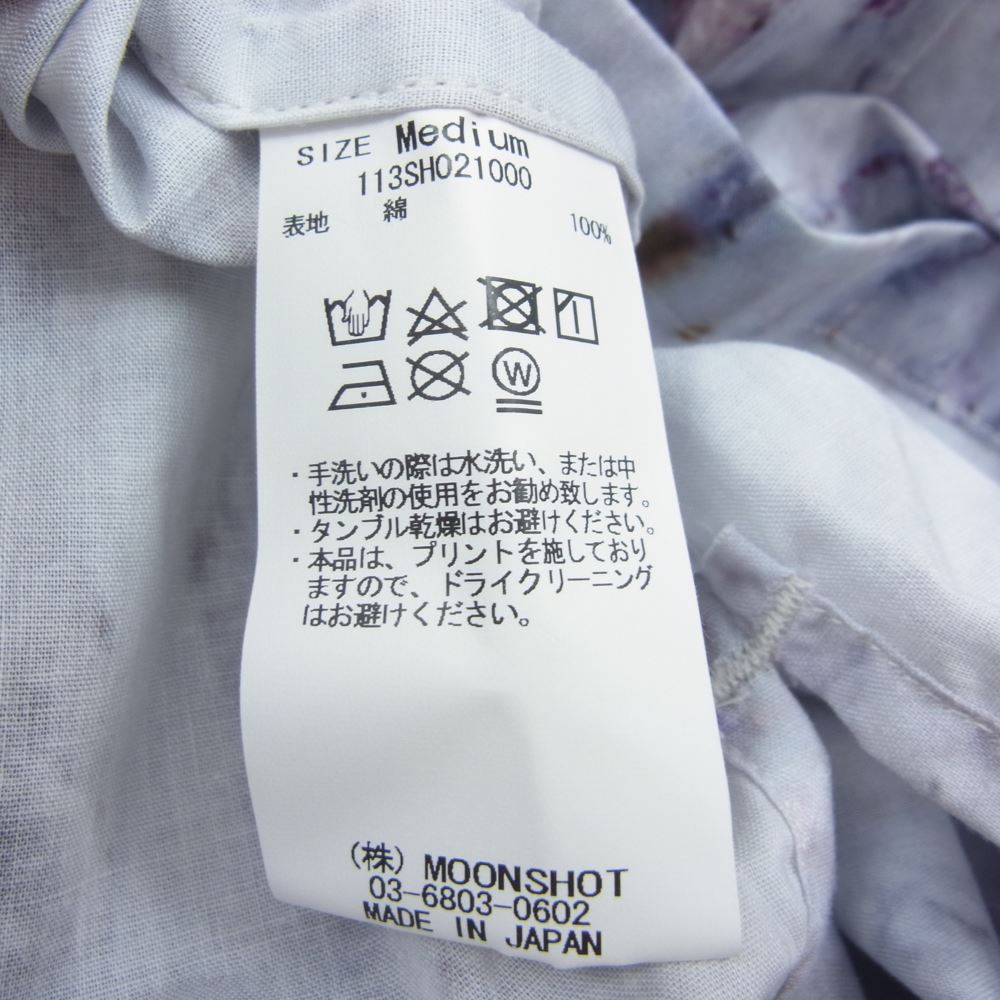 SIZE Medium
113SH021000
表地 綿 100%
W
・手洗いの際は水洗い、または中
性洗剤の使用をお勧め致します。
・タンブル乾燥はお避けください。
・本品は、プリントを施しており
ますので、ドライクリーニング
はお避けください。
(株) MOONSHOT
03-6803-0602
MADE IN JAPAN